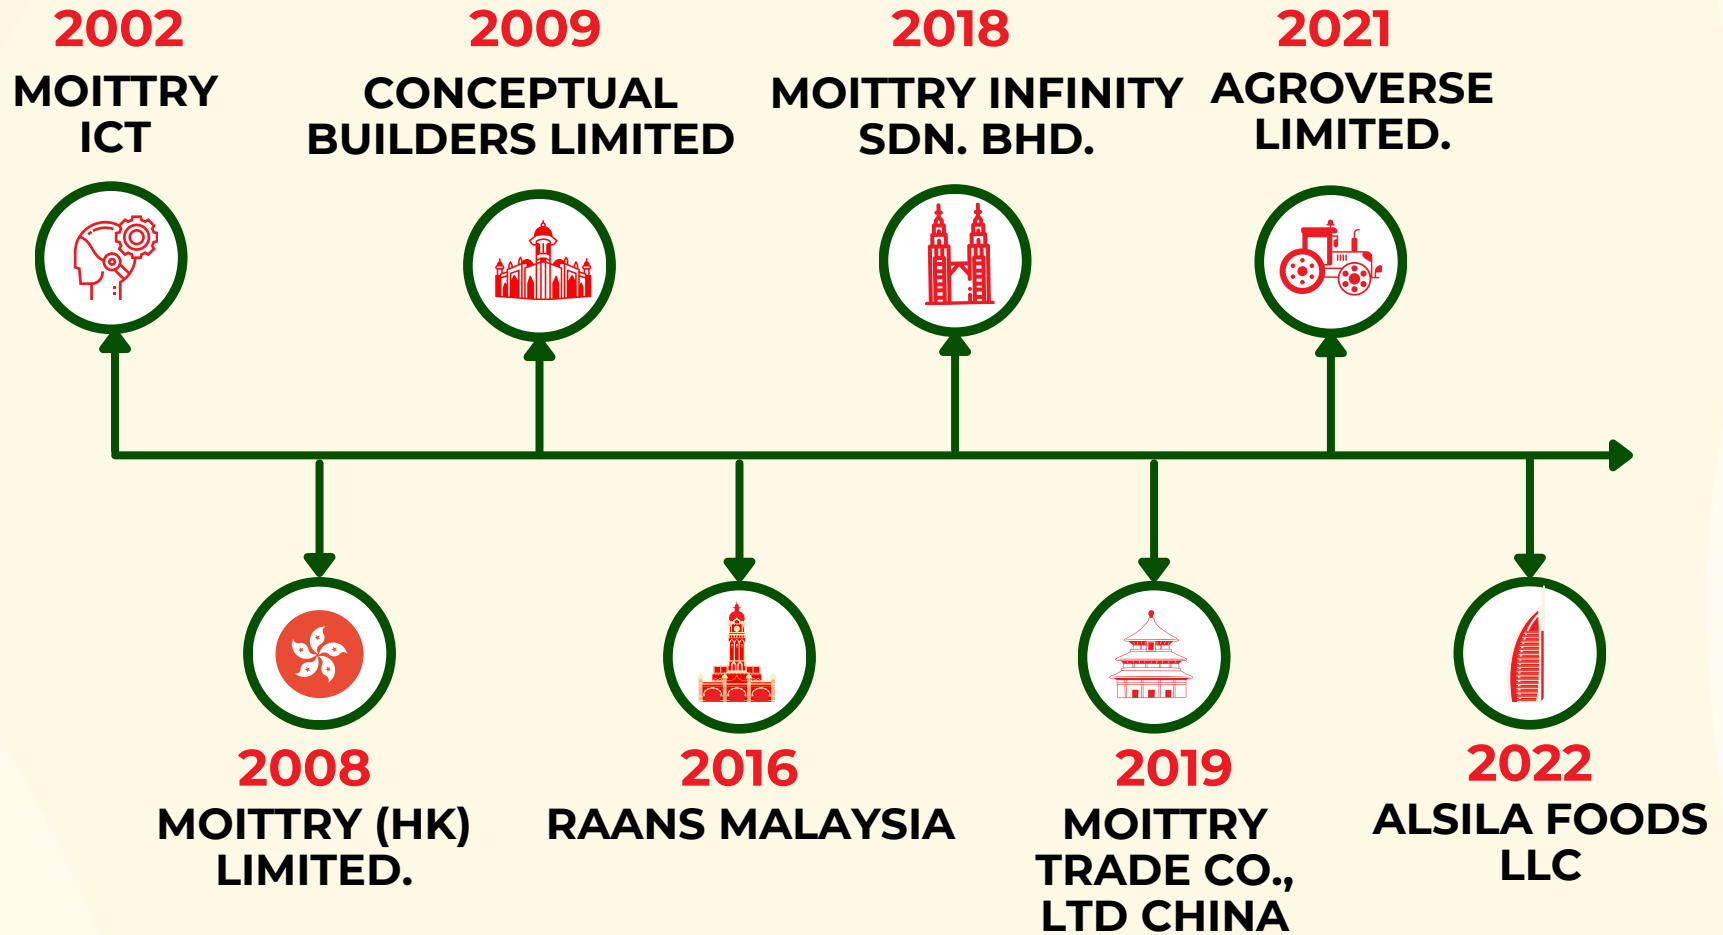 2002
MOITTRY
ICT
2009
CONCEPTUAL
BUILDERS LIMITED
2018
MOITTRY INFINITY
SDN. BHD.
2021
AGROVERSE
LIMITED.
2008
MOITTRY (HK)
LIMITED.
2016
RAANS MALAYSIA
2019
MOITTRY
TRADE CO.,
LTD CHINA
2022
ALSILA FOODS
LLC